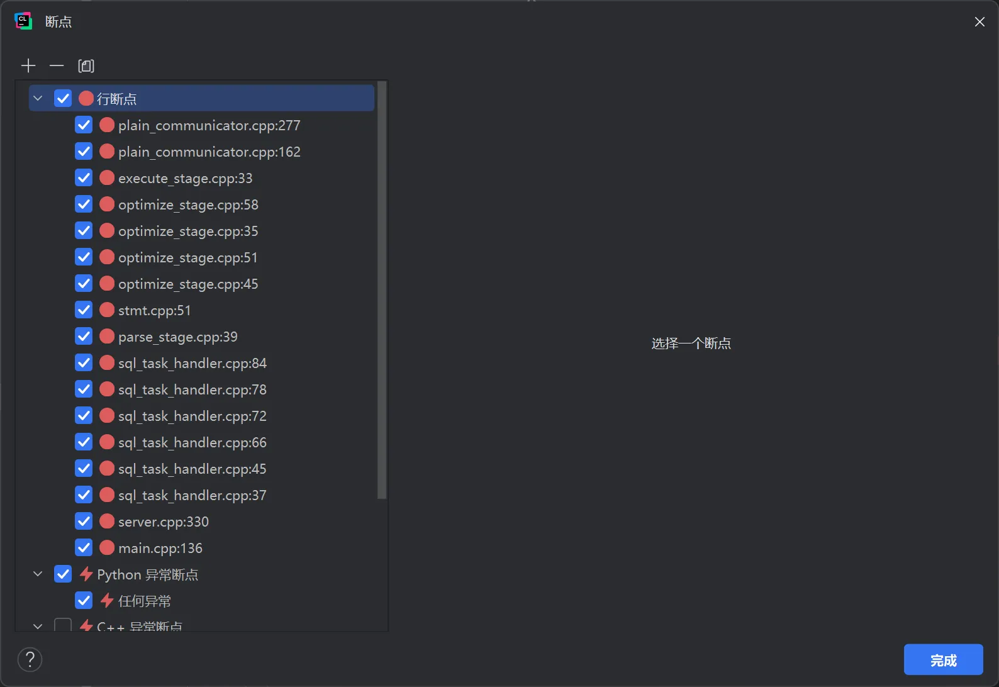 CL
断点
行断点
plain_communicator.cpp:277
plain_communicator.cpp:162
execute_stage.cpp:33
optimize_stage.cpp:58
optimize_stage.cpp:35
optimize_stage.cpp:51
optimize_stage.cpp:45
stmt.cpp:51
parse_stage.cpp:39
sql_task_handler.cpp:84
sql_task_handler.cpp:78
sql_task_handler.cpp:72
sql_task_handler.cpp:66
sql_task_handler.cpp:45
sql_task_handler.cpp:37
server.cpp:330
main.cpp:136
Python 异常断点
任何异常
C++ 异常断点
选择一个断点
?
完成